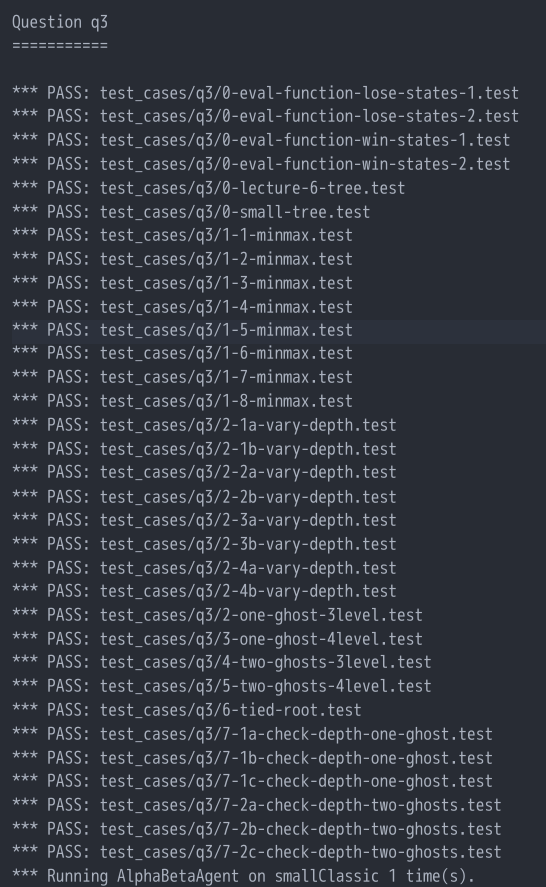 Question q3
===========
*** PASS: test_cases/q3/0-eval-function-lose-states-1.test
*** PASS: test_cases/q3/0-eval-function-lose-states-2.test
*** PASS: test_cases/q3/0-eval-function-win-states-1.test
*** PASS: test_cases/q3/0-eval-function-win-states-2.test
*** PASS: test_cases/q3/0-lecture-6-tree.test
*** PASS: test_cases/q3/0-small-tree.test
*** PASS: test_cases/q3/1-1-minmax.test
*** PASS: test_cases/q3/1-2-minmax.test
*** PASS: test_cases/q3/1-3-minmax.test
*** PASS: test_cases/q3/1-4-minmax.test
*** PASS: test_cases/q3/1-5-minmax.test
*** PASS: test_cases/q3/1-6-minmax.test
*** PASS: test_cases/q3/1-7-minmax.test
*** PASS: test_cases/q3/1-8-minmax.test
*** PASS: test_cases/q3/2-1a-vary-depth.test
*** PASS: test_cases/q3/2-1b-vary-depth.test
*** PASS: test_cases/q3/2-2a-vary-depth.test
*** PASS: test_cases/q3/2-2b-vary-depth.test
*** PASS: test_cases/q3/2-3a-vary-depth.test
*** PASS: test_cases/q3/2-3b-vary-depth.test
*** PASS: test_cases/q3/2-4a-vary-depth.test
*** PASS: test_cases/q3/2-4b-vary-depth.test
*** PASS: test_cases/q3/2-one-ghost-3level.test
*** PASS: test_cases/q3/3-one-ghost-4level.test
*** PASS: test_cases/q3/4-two-ghosts-3level.test
*** PASS: test_cases/q3/5-two-ghosts-4level.test
*** PASS: test_cases/q3/6-tied-root.test
*** PASS: test_cases/q3/7-1a-check-depth-one-ghost.test
*** PASS: test_cases/q3/7-1b-check-depth-one-ghost.test
*** PASS: test_cases/q3/7-1c-check-depth-one-ghost.test
*** PASS: test_cases/q3/7-2a-check-depth-two-ghosts.test
*** PASS: test_cases/q3/7-2b-check-depth-two-ghosts.test
*** PASS: test_cases/q3/7-2c-check-depth-two-ghosts.test
*** Running AlphaBetaAgent on smallClassic 1 time(s).